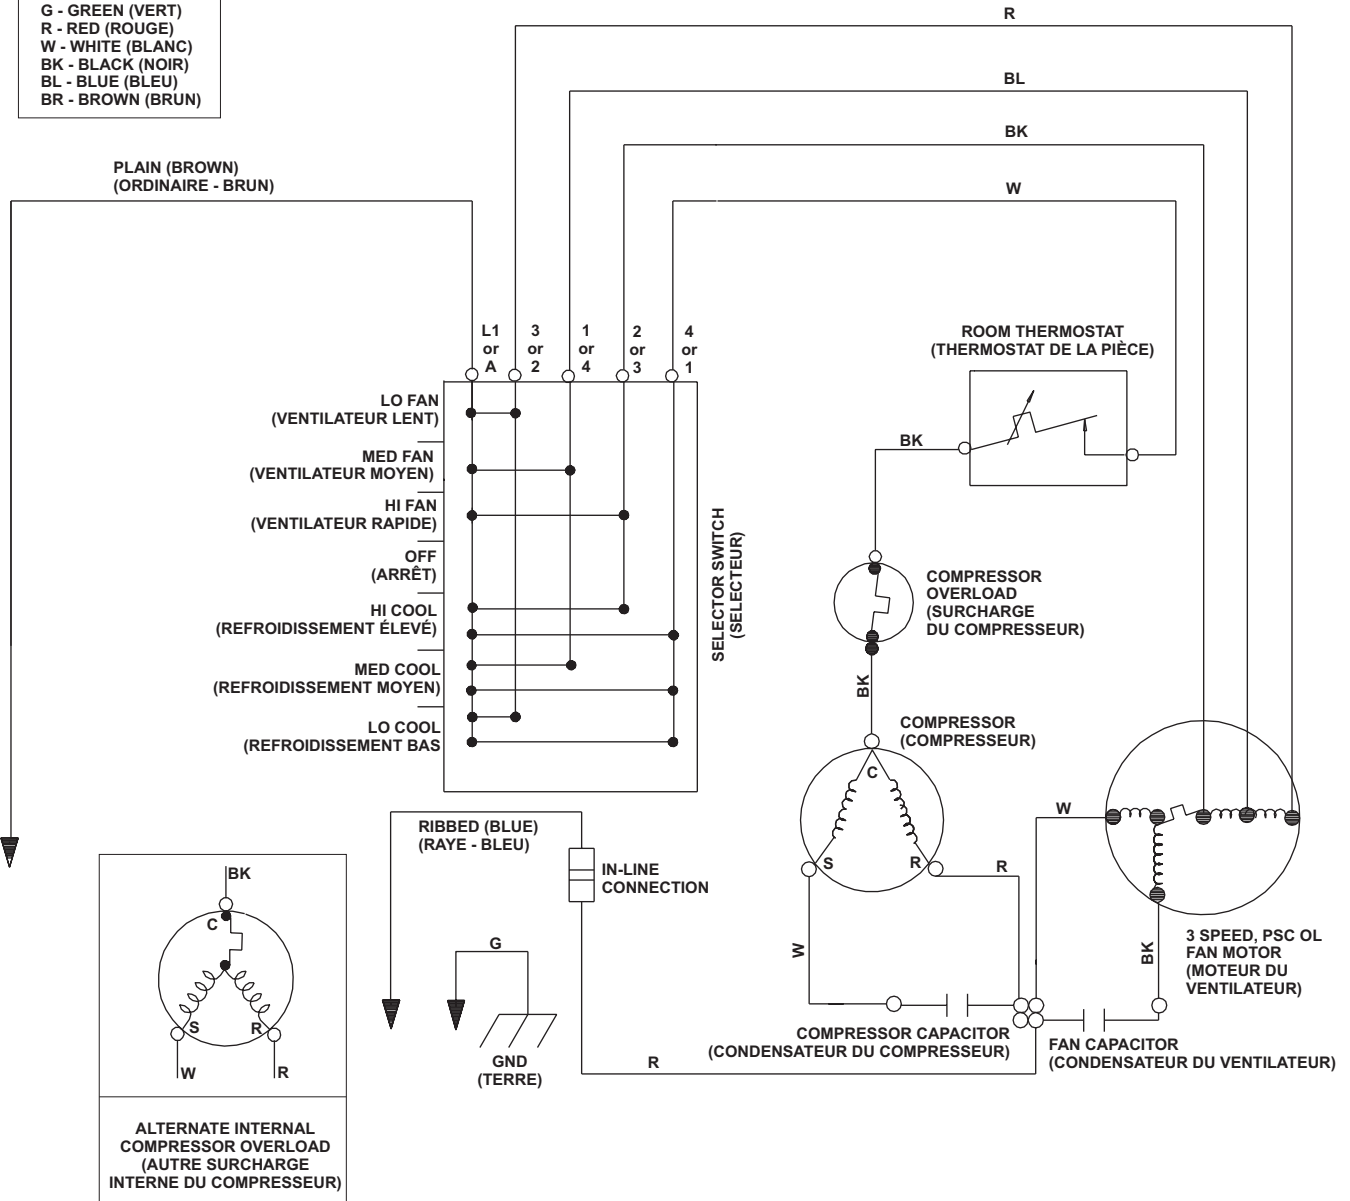 G - GREEN (VERT)
R - RED (ROUGE)
W - WHITE (BLANC)
BK - BLACK (NOIR)
BL - BLUE (BLEU)
BR - BROWN (BRUN)
R
BL
BK
W
PLAIN (BROWN)
(ORDINAIRE - BRUN)
L1 or A
3 or 2
1 or 4
2 or 3
4 or 1
LO FAN
(VENTILATEUR LENT)
MED FAN
(VENTILATEUR MOYEN)
HI FAN
(VENTILATEUR RAPIDE)
OFF
(ARRÊT)
HI COOL
(REFROIDISSEMENT ÉLEVÉ)
MED COOL
(REFROIDISSEMENT MOYEN)
LO COOL
(REFROIDISSEMENT BAS
SELECTOR SWITCH
(SELECTEUR)
ROOM THERMOSTAT
(THERMOSTAT DE LA PIÈCE)
BK
COMPRESSOR
OVERLOAD
(SURCHARGE
DU COMPRESSEUR)
BK
COMPRESSOR
(COMPRESSEUR)
C
S
R
R
W
W
BK
3 SPEED, PSC OL
FAN MOTOR
(MOTEUR DU
VENTILATEUR)
COMPRESSOR CAPACITOR
(CONDENSATEUR DU COMPRESSEUR)
FAN CAPACITOR
(CONDENSATEUR DU VENTILATEUR)
RIBBED (BLUE)
(RAYE - BLEU)
IN-LINE
CONNECTION
G
GND
(TERRE)
R
BK
C
S
R
W
R
ALTERNATE INTERNAL
COMPRESSOR OVERLOAD
(AUTRE SURCHARGE
INTERNE DU COMPRESSEUR)